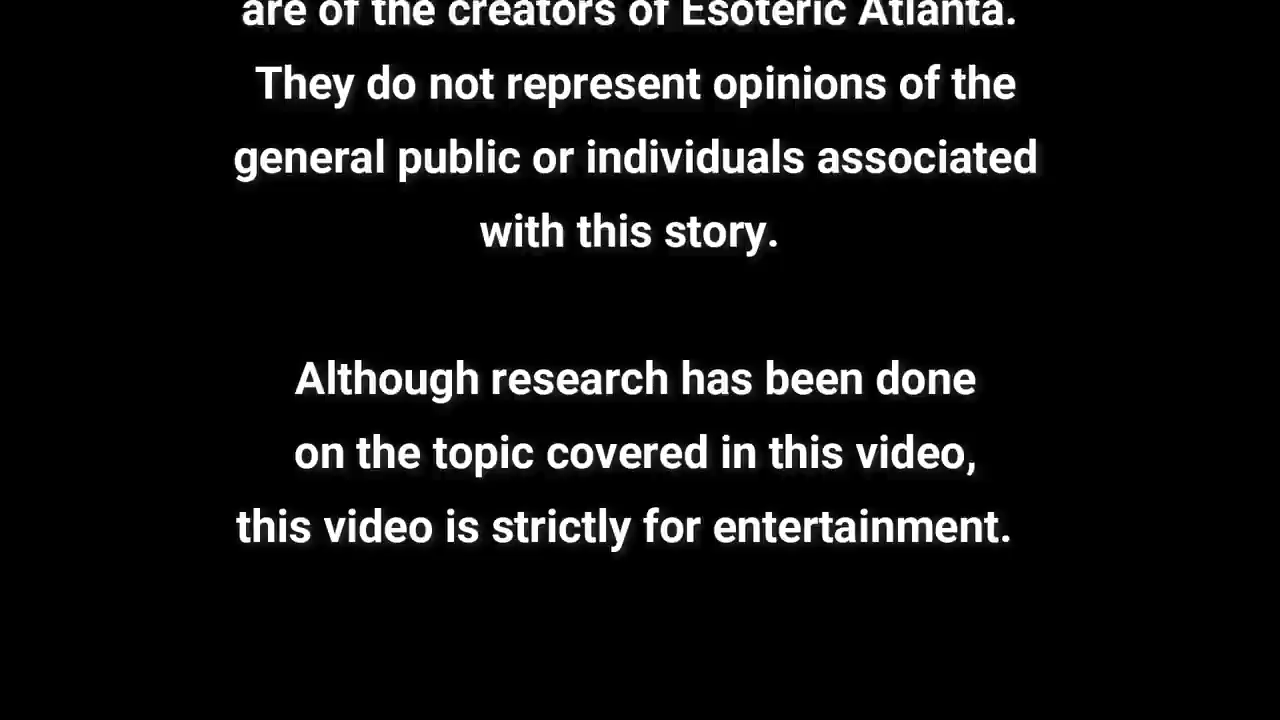 are of the creators of Esoteric Atlanta.
They do not represent opinions of the
general public or individuals associated
with this story.
Although research has been done
on the topic covered in this video,
this video is strictly for entertainment.